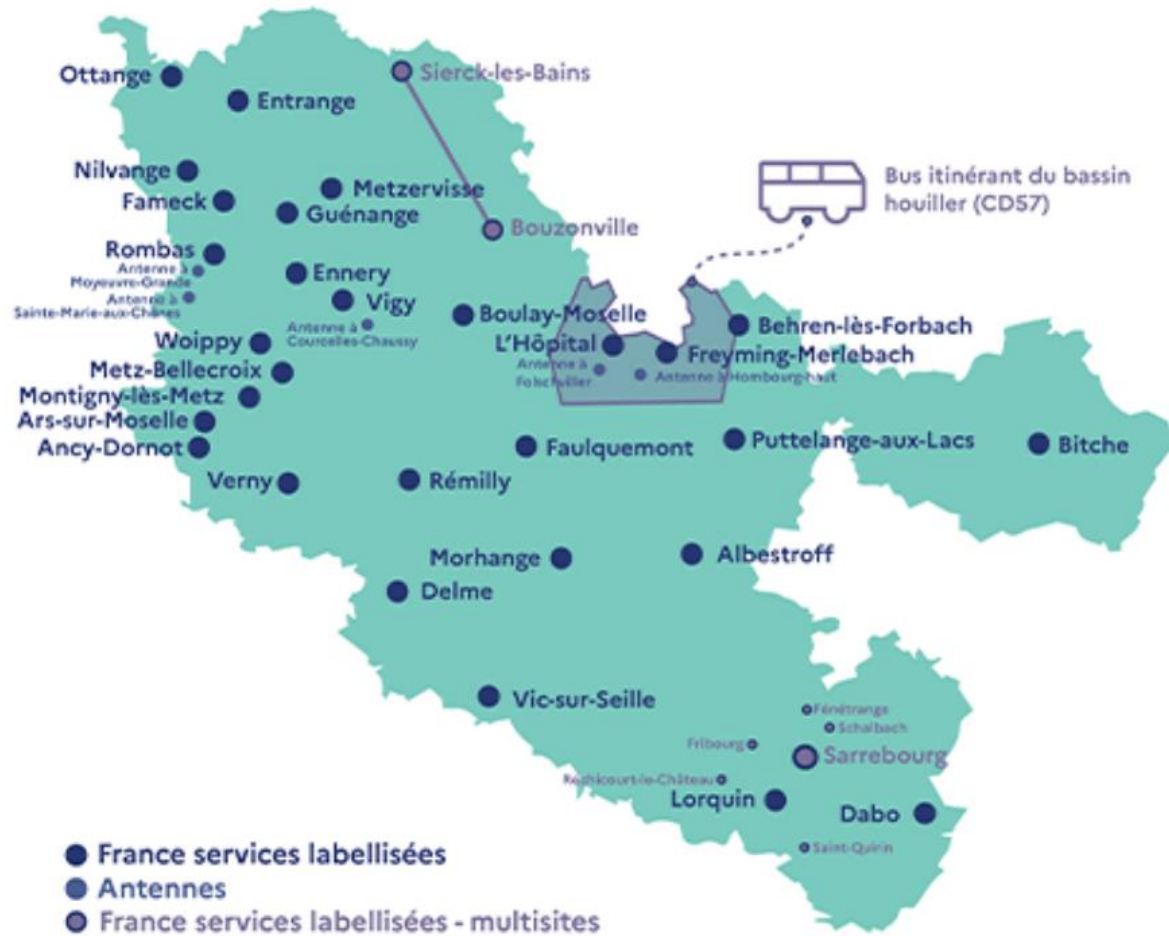 Ottange
Sierck-les-Bains
Entrange
Nilvange
Metzervisse
Bus itinérant du bassin
houiller (CD57)
Fameck
Guénange
Bouzonville
Rombas
Antenne à
Moyeuvre-Grande
Ennery
Antenne à
Sainte-Marie-aux-Chênes
Vigy
Antenne à
Courcelles-Chaussy
Boulay-Moselle
Behren-lès-Forbach
Woippy
L'Hôpital
Freyming-Merlebach
Antenne à
Folschviller
Antenne à Hombourg-haut
Metz-Bellecroix
Montigny-lès-Metz
Ars-sur-Moselle
Ancy-Dornot
Faulquemont
Puttelange-aux-Lacs
Bitche
Verny
Rémilly
Morhange
Albestroff
Delme
Vic-sur-Seille
Fénétrange
Schalbach
Fribourg
Sarrebourg
Réchicourt-le-Château
Lorquin
Dabo
Saint-Quirin
France services labellisées
Antennes
France services labellisées - multisites